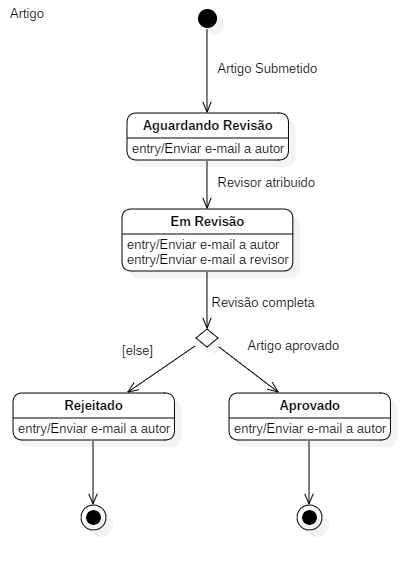 Artigo
Artigo Submetido
Aguardando Revisão
entry/Enviar e-mail a autor
Revisor atribuido
Em Revisão
entry/Enviar e-mail a autor
entry/Enviar e-mail a revisor
Revisão completa
[else]
Artigo aprovado
Rejeitado
entry/Enviar e-mail a autor
Aprovado
entry/Enviar e-mail a autor